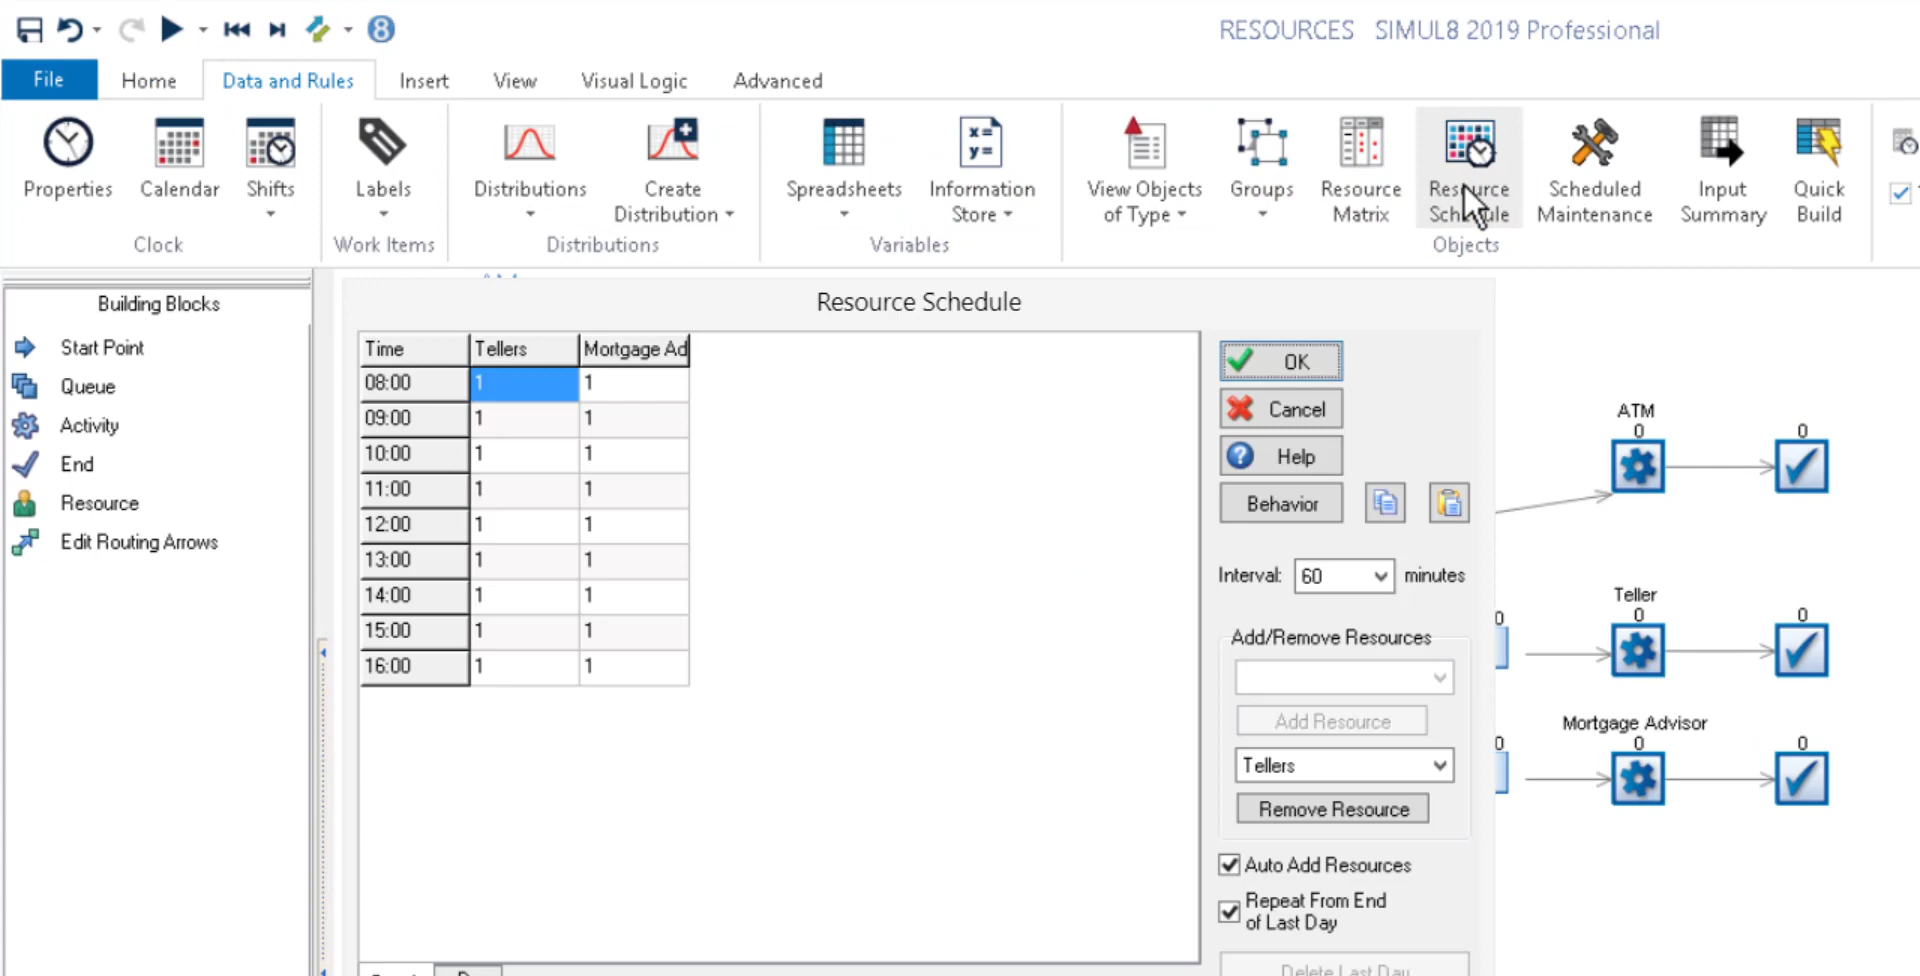 RESOURCES SIMUL8 2019 Professional
File Home Data and Rules Insert View Visual Logic Advanced
Properties Calendar Shifts Labels Distributions Create Distribution Spreadsheets Information Store View Objects of Type Groups Resource Matrix Resource Schedule Scheduled Maintenance Input Summary Quick Build
Clock Work Items Distributions Variables Objects
Building Blocks
Start Point
Queue
Activity
End
Resource
Edit Routing Arrows
Resource Schedule
Time Tellers Mortgage Ad
08:00 1 1
09:00 1 1
10:00 1 1
11:00 1 1
12:00 1 1
13:00 1 1
14:00 1 1
15:00 1 1
16:00 1 1
OK
Cancel
Help
Behavior
Interval: 60 minutes
Add/Remove Resources
Add Resource
Tellers
Remove Resource
Auto Add Resources
Repeat From End
of Last Day
Delete Last Day
ATM
0 0
Teller
0 0 0
Mortgage Advisor
0 0 0